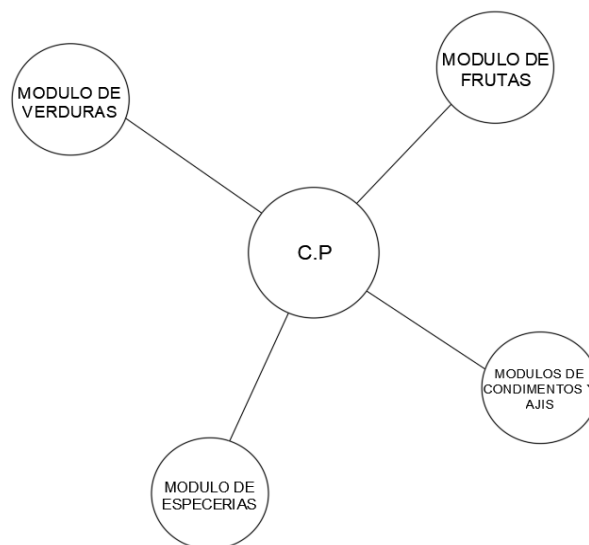 MODULO DE
FRUTAS
MODULO DE
VERDURAS
C.P
MODULOS DE
CONDIMENTOS Y
AJIS
MODULO DE
ESPECERIAS